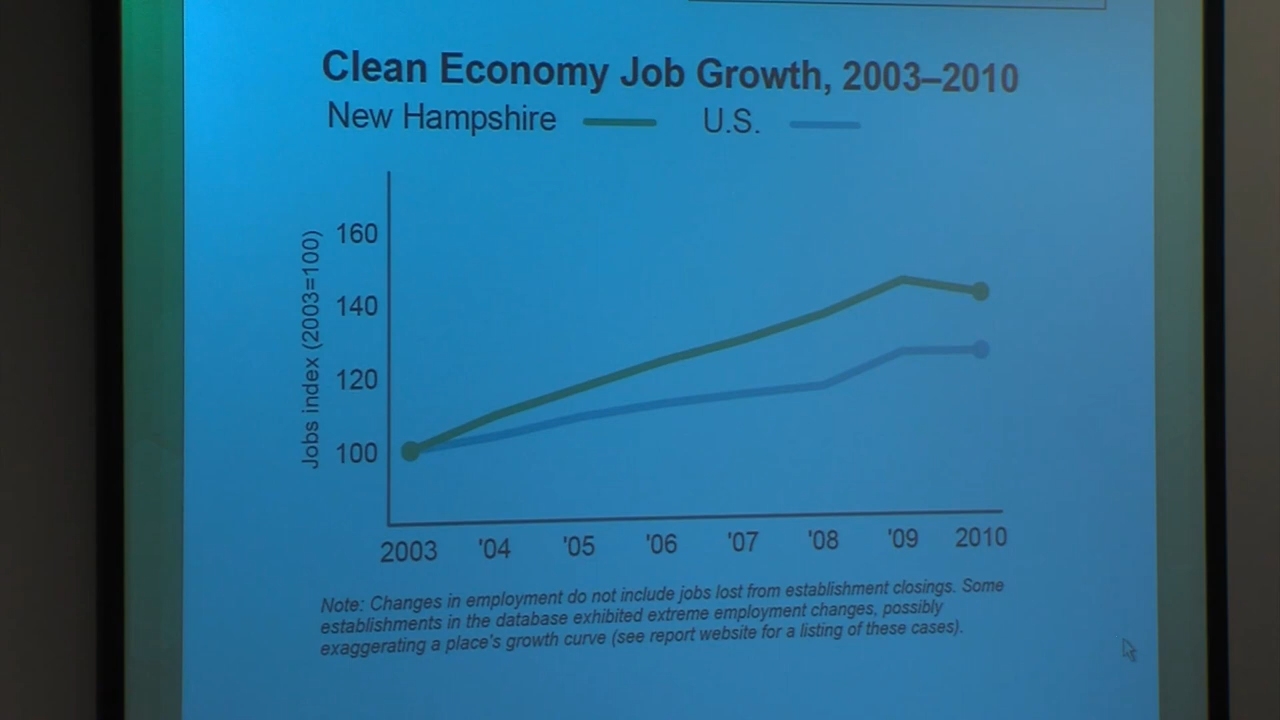 Clean Economy Job Growth, 2003–2010
New Hampshire U.S.
Jobs index (2003=100)
160
140
120
100
2003 '04 '05 '06 '07 '08 '09 2010
Note: Changes in employment do not include jobs lost from establishment closings. Some
establishments in the database exhibited extreme employment changes, possibly
exaggerating a place's growth curve (see report website for a listing of these cases).